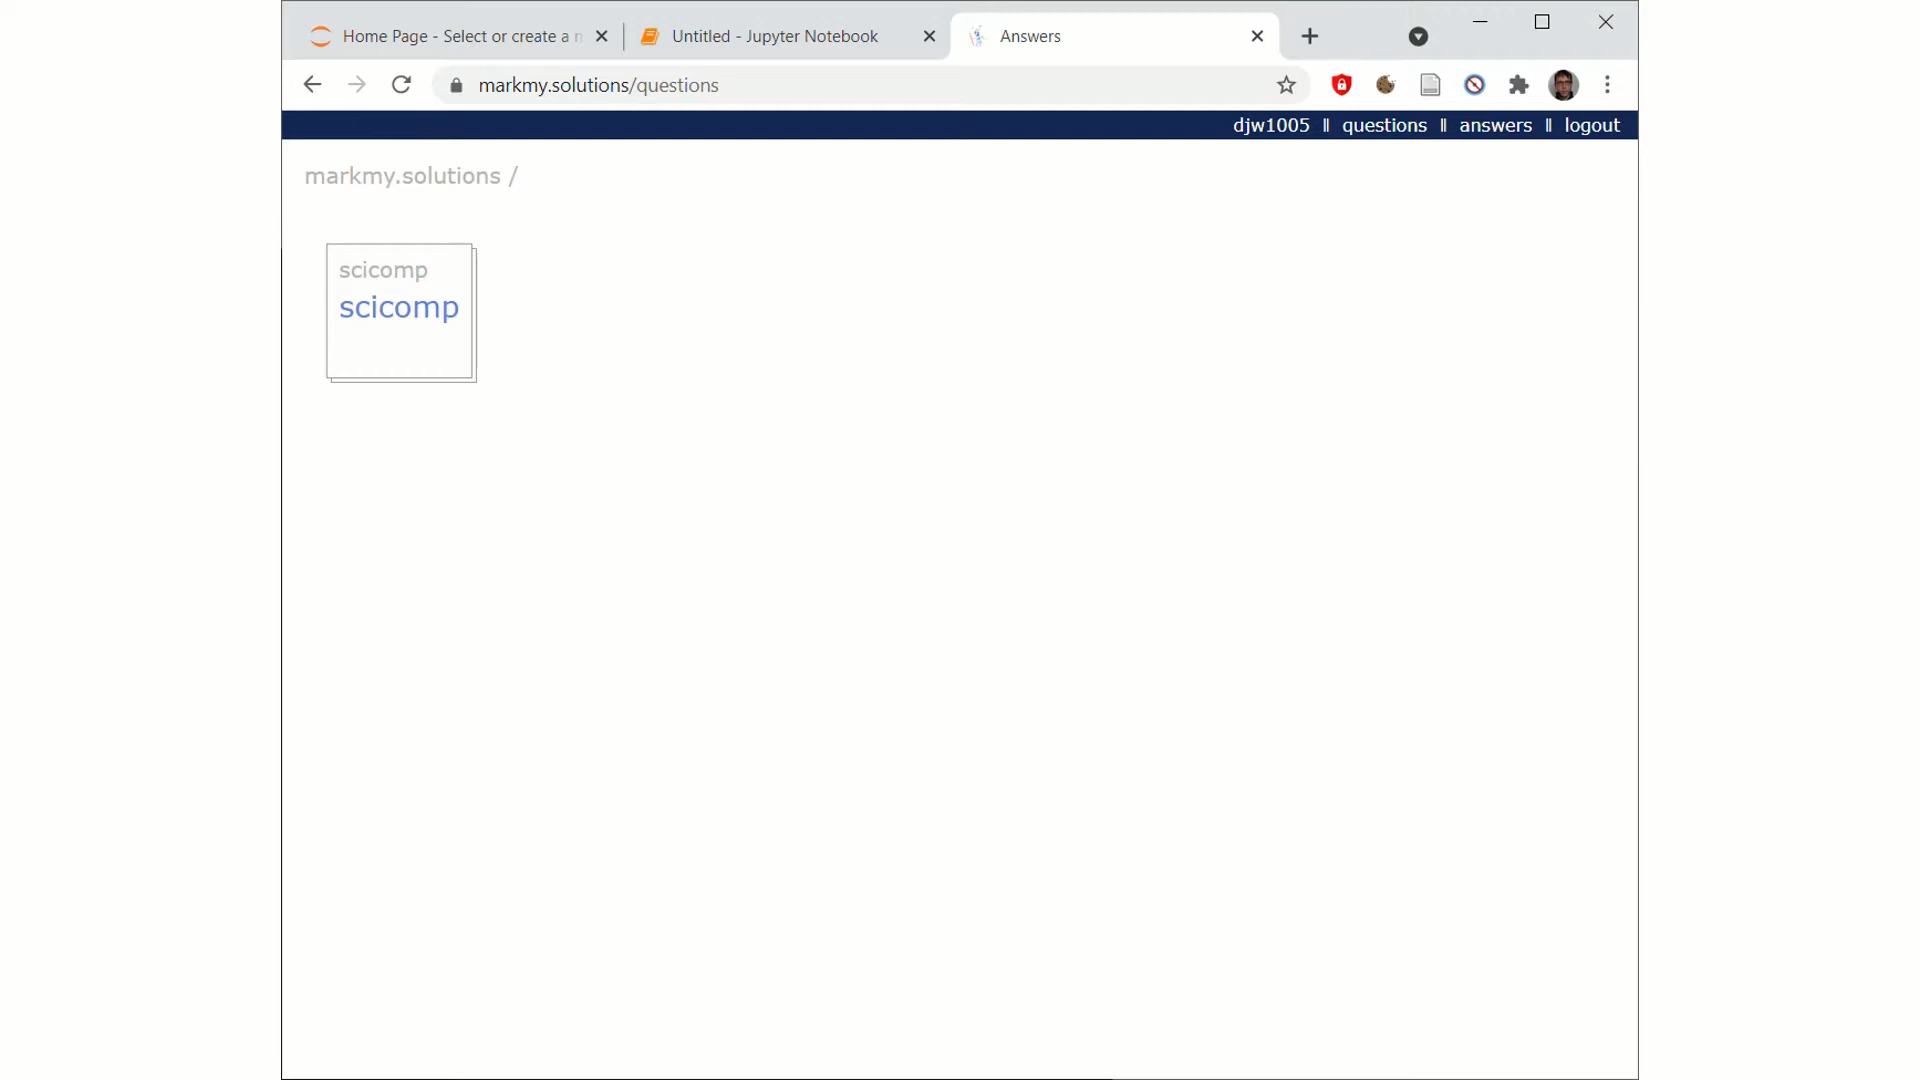 Home Page - Select or create a n
Untitled - Jupyter Notebook
Answers
markmy.solutions/questions
djw1005 || questions || answers || logout
markmy.solutions /
scicomp
scicomp